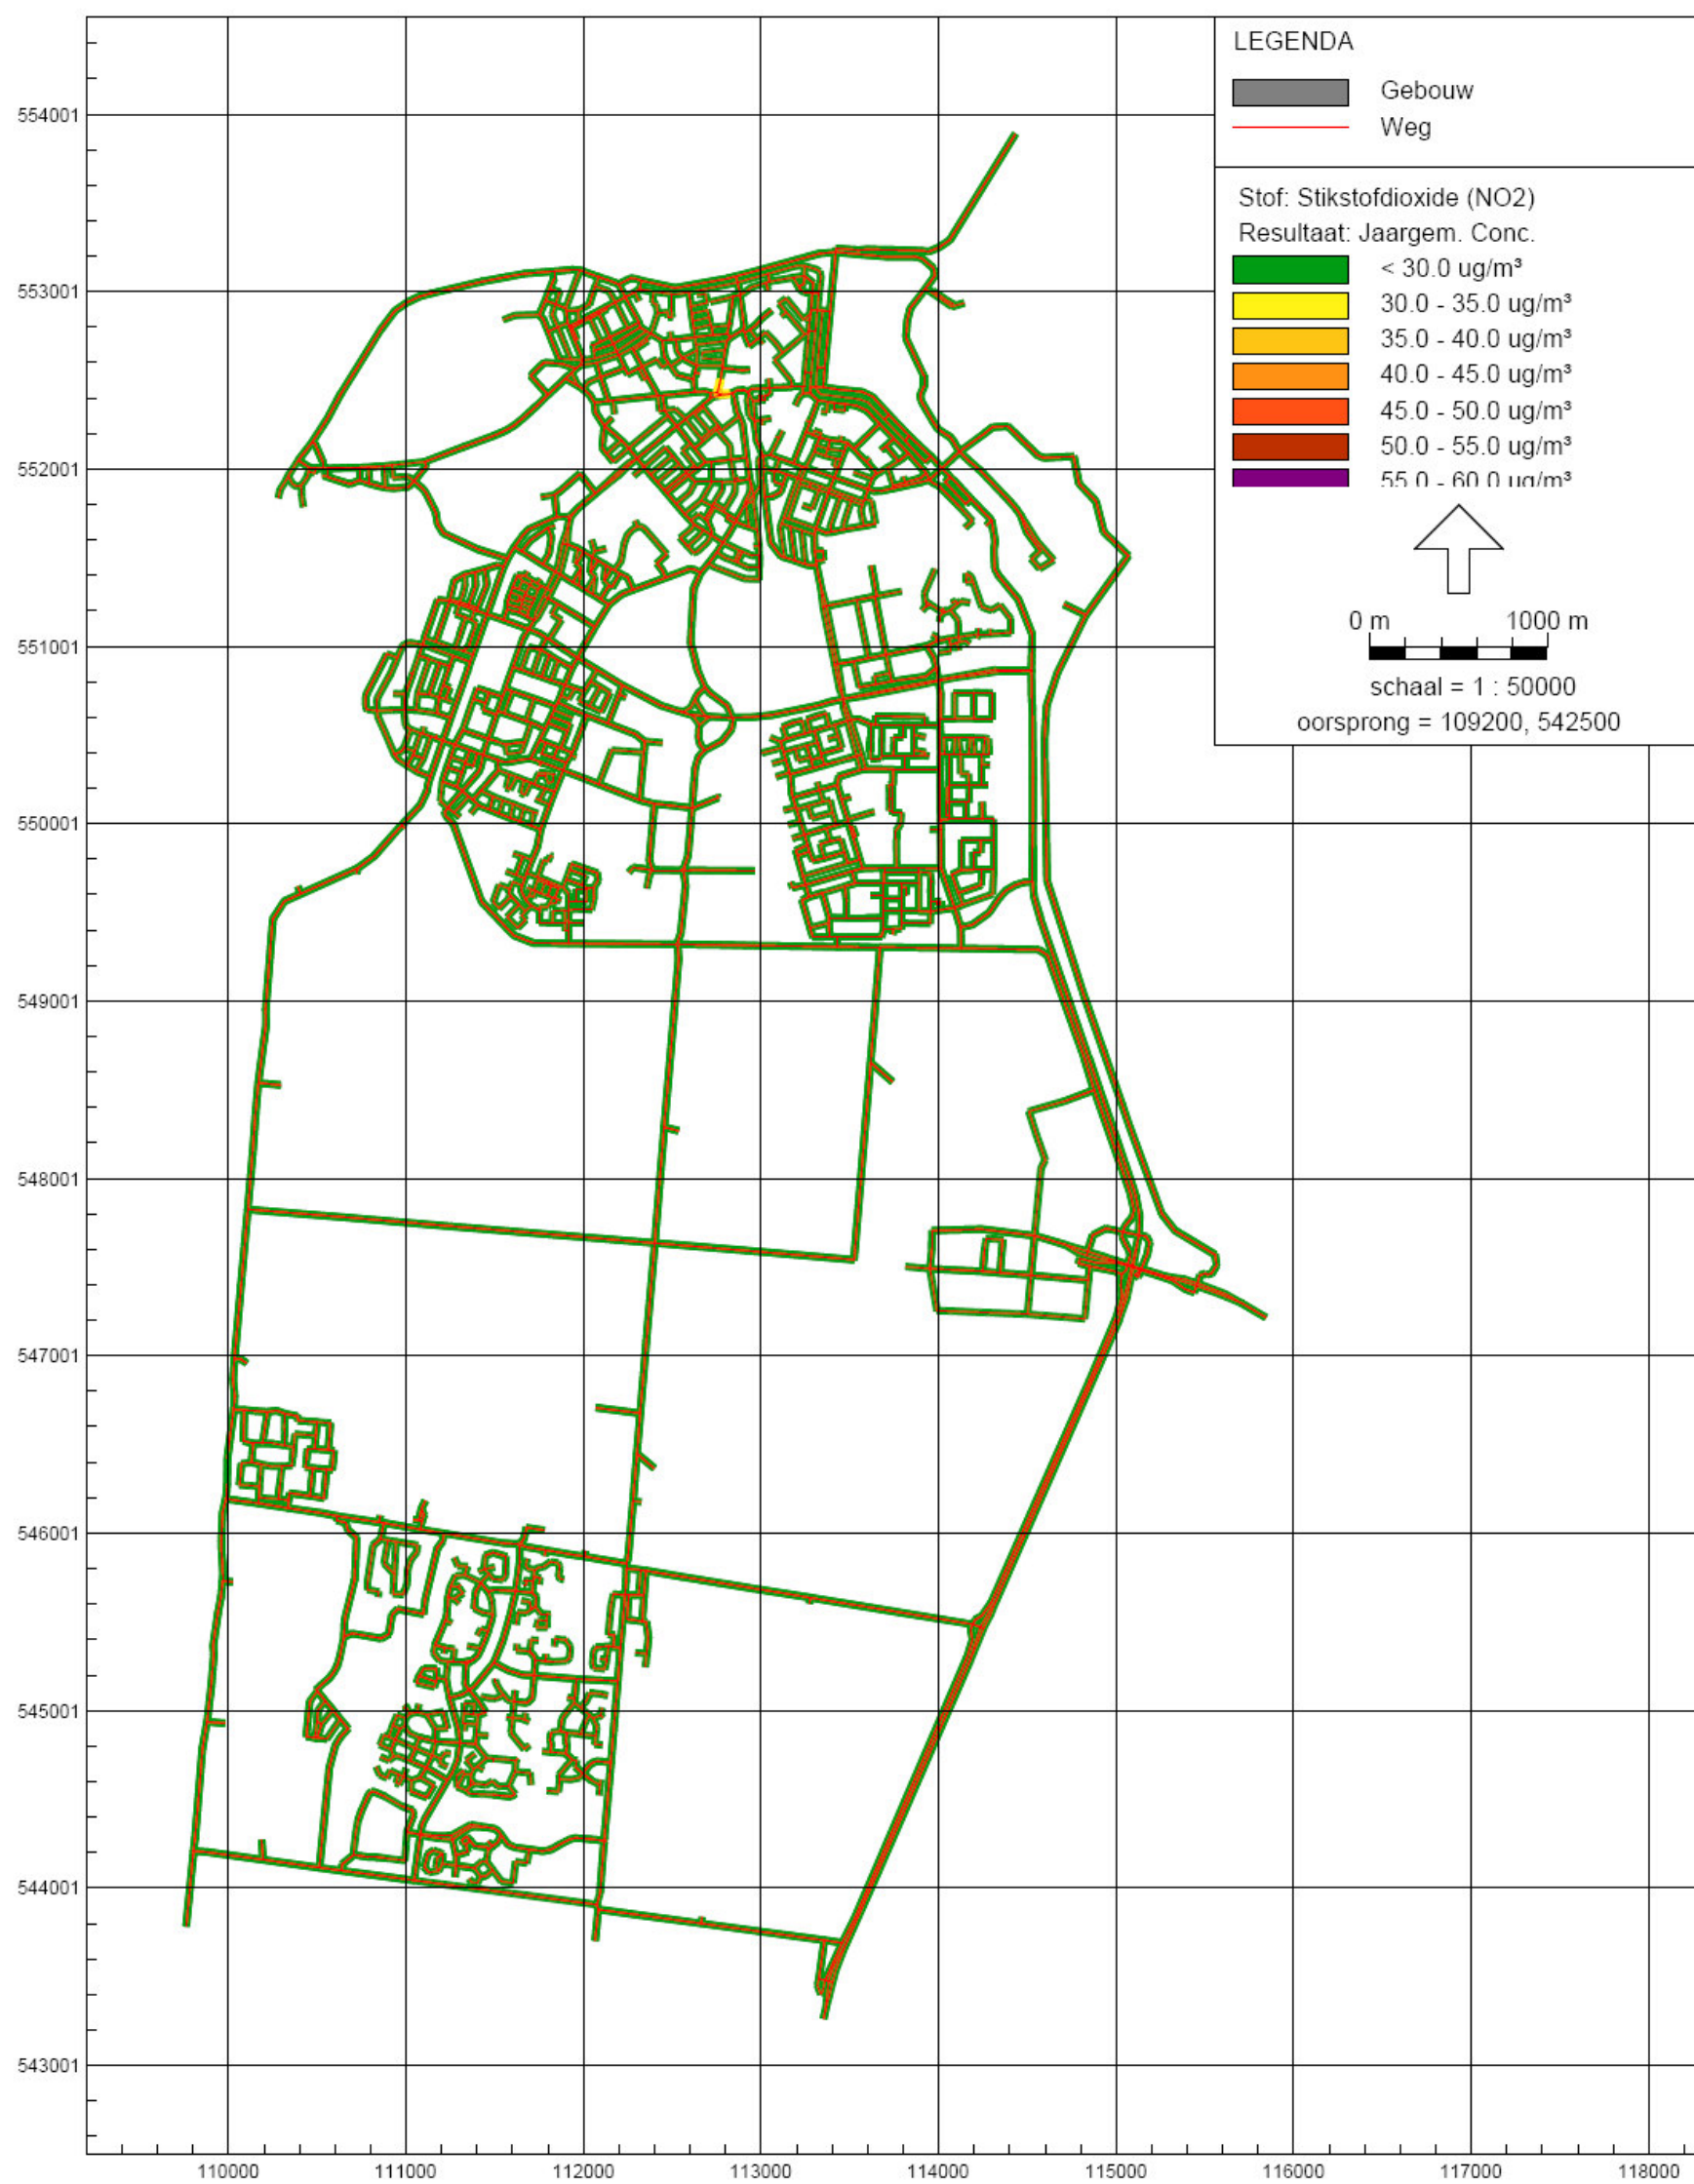 LEGENDA
Gebouw
Weg
Stof: Stikstofdioxide (NO2)
Resultaat: Jaargem. Conc.
< 30.0 ug/m³
30.0 - 35.0 ug/m³
35.0 - 40.0 ug/m³
40.0 - 45.0 ug/m³
45.0 - 50.0 ug/m³
50.0 - 55.0 ug/m³
55.0 - 60.0 ug/m³
0 m 1000 m
schaal = 1 : 50000
oorsprong = 109200, 542500
554001
553001
552001
551001
550001
549001
548001
547001
546001
545001
544001
543001
110000 111000 112000 113000 114000 115000 116000 117000 118000